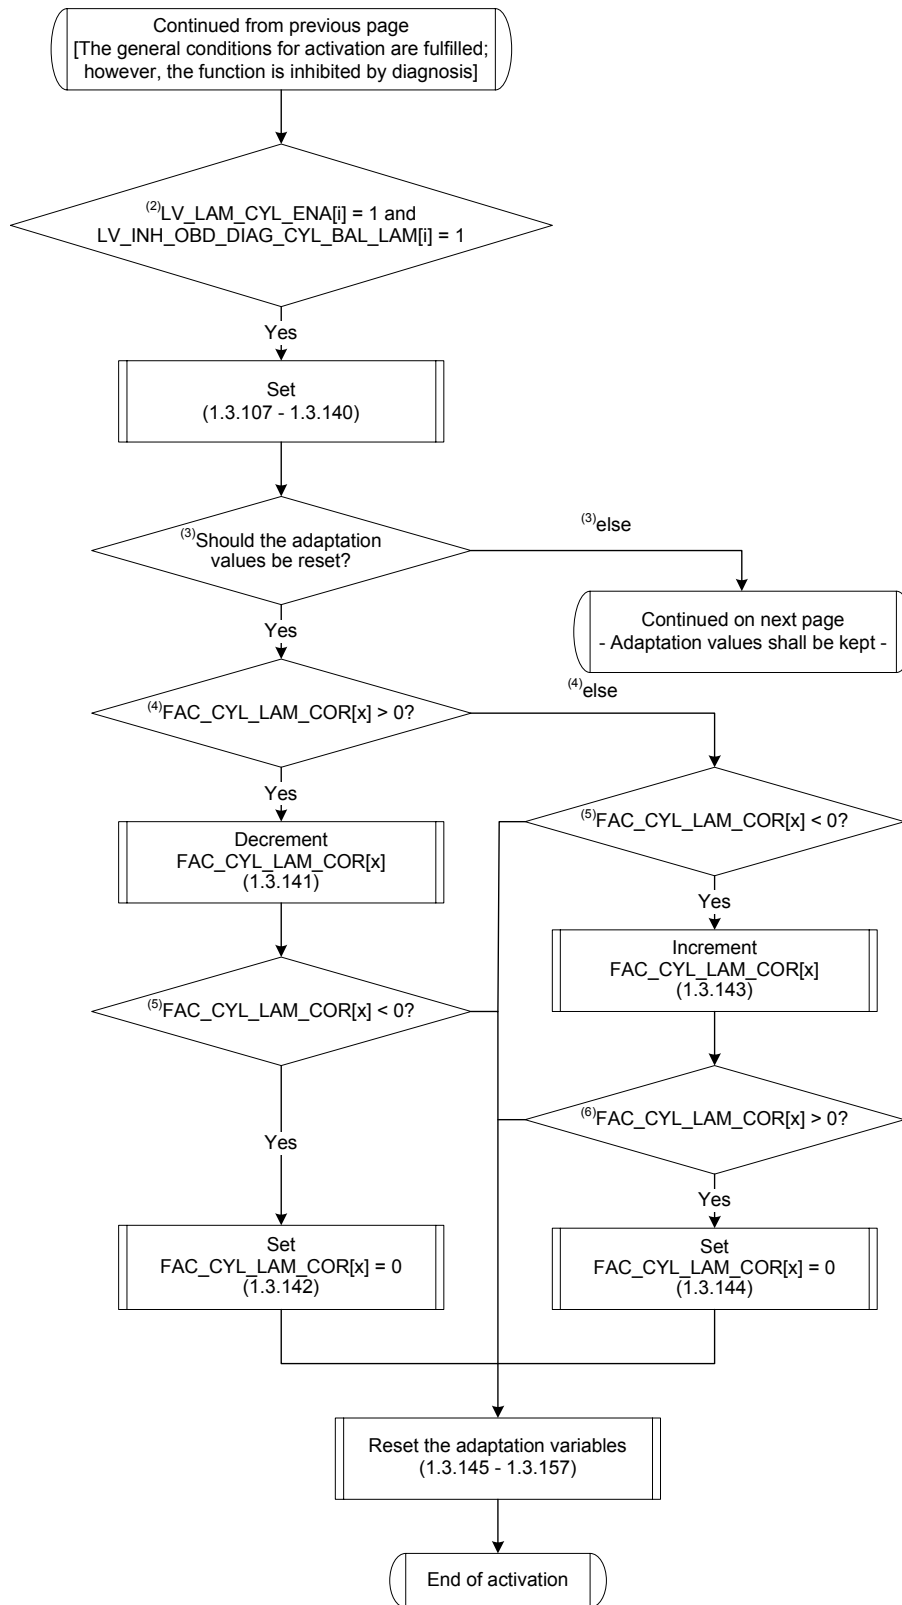 Continued from previous page
[The general conditions for activation are fulfilled;
however, the function is inhibited by diagnosis]
(2)LV_LAM_CYL_ENA[i] = 1 and
LV_INH_OBD_DIAG_CYL_BAL_LAM[i] = 1
Yes
Set
(1.3.107 - 1.3.140)
(3)Should the adaptation
values be reset?
(3)else
Yes
Continued on next page
- Adaptation values shall be kept -
(4)FAC_CYL_LAM_COR[x] > 0?
(4)else
Yes
Decrement
FAC_CYL_LAM_COR[x]
(1.3.141)
(5)FAC_CYL_LAM_COR[x] < 0?
Yes
Increment
FAC_CYL_LAM_COR[x]
(1.3.143)
(5)FAC_CYL_LAM_COR[x] < 0?
(6)FAC_CYL_LAM_COR[x] > 0?
Yes
Yes
Set
FAC_CYL_LAM_COR[x] = 0
(1.3.142)
Set
FAC_CYL_LAM_COR[x] = 0
(1.3.144)
Reset the adaptation variables
(1.3.145 - 1.3.157)
End of activation